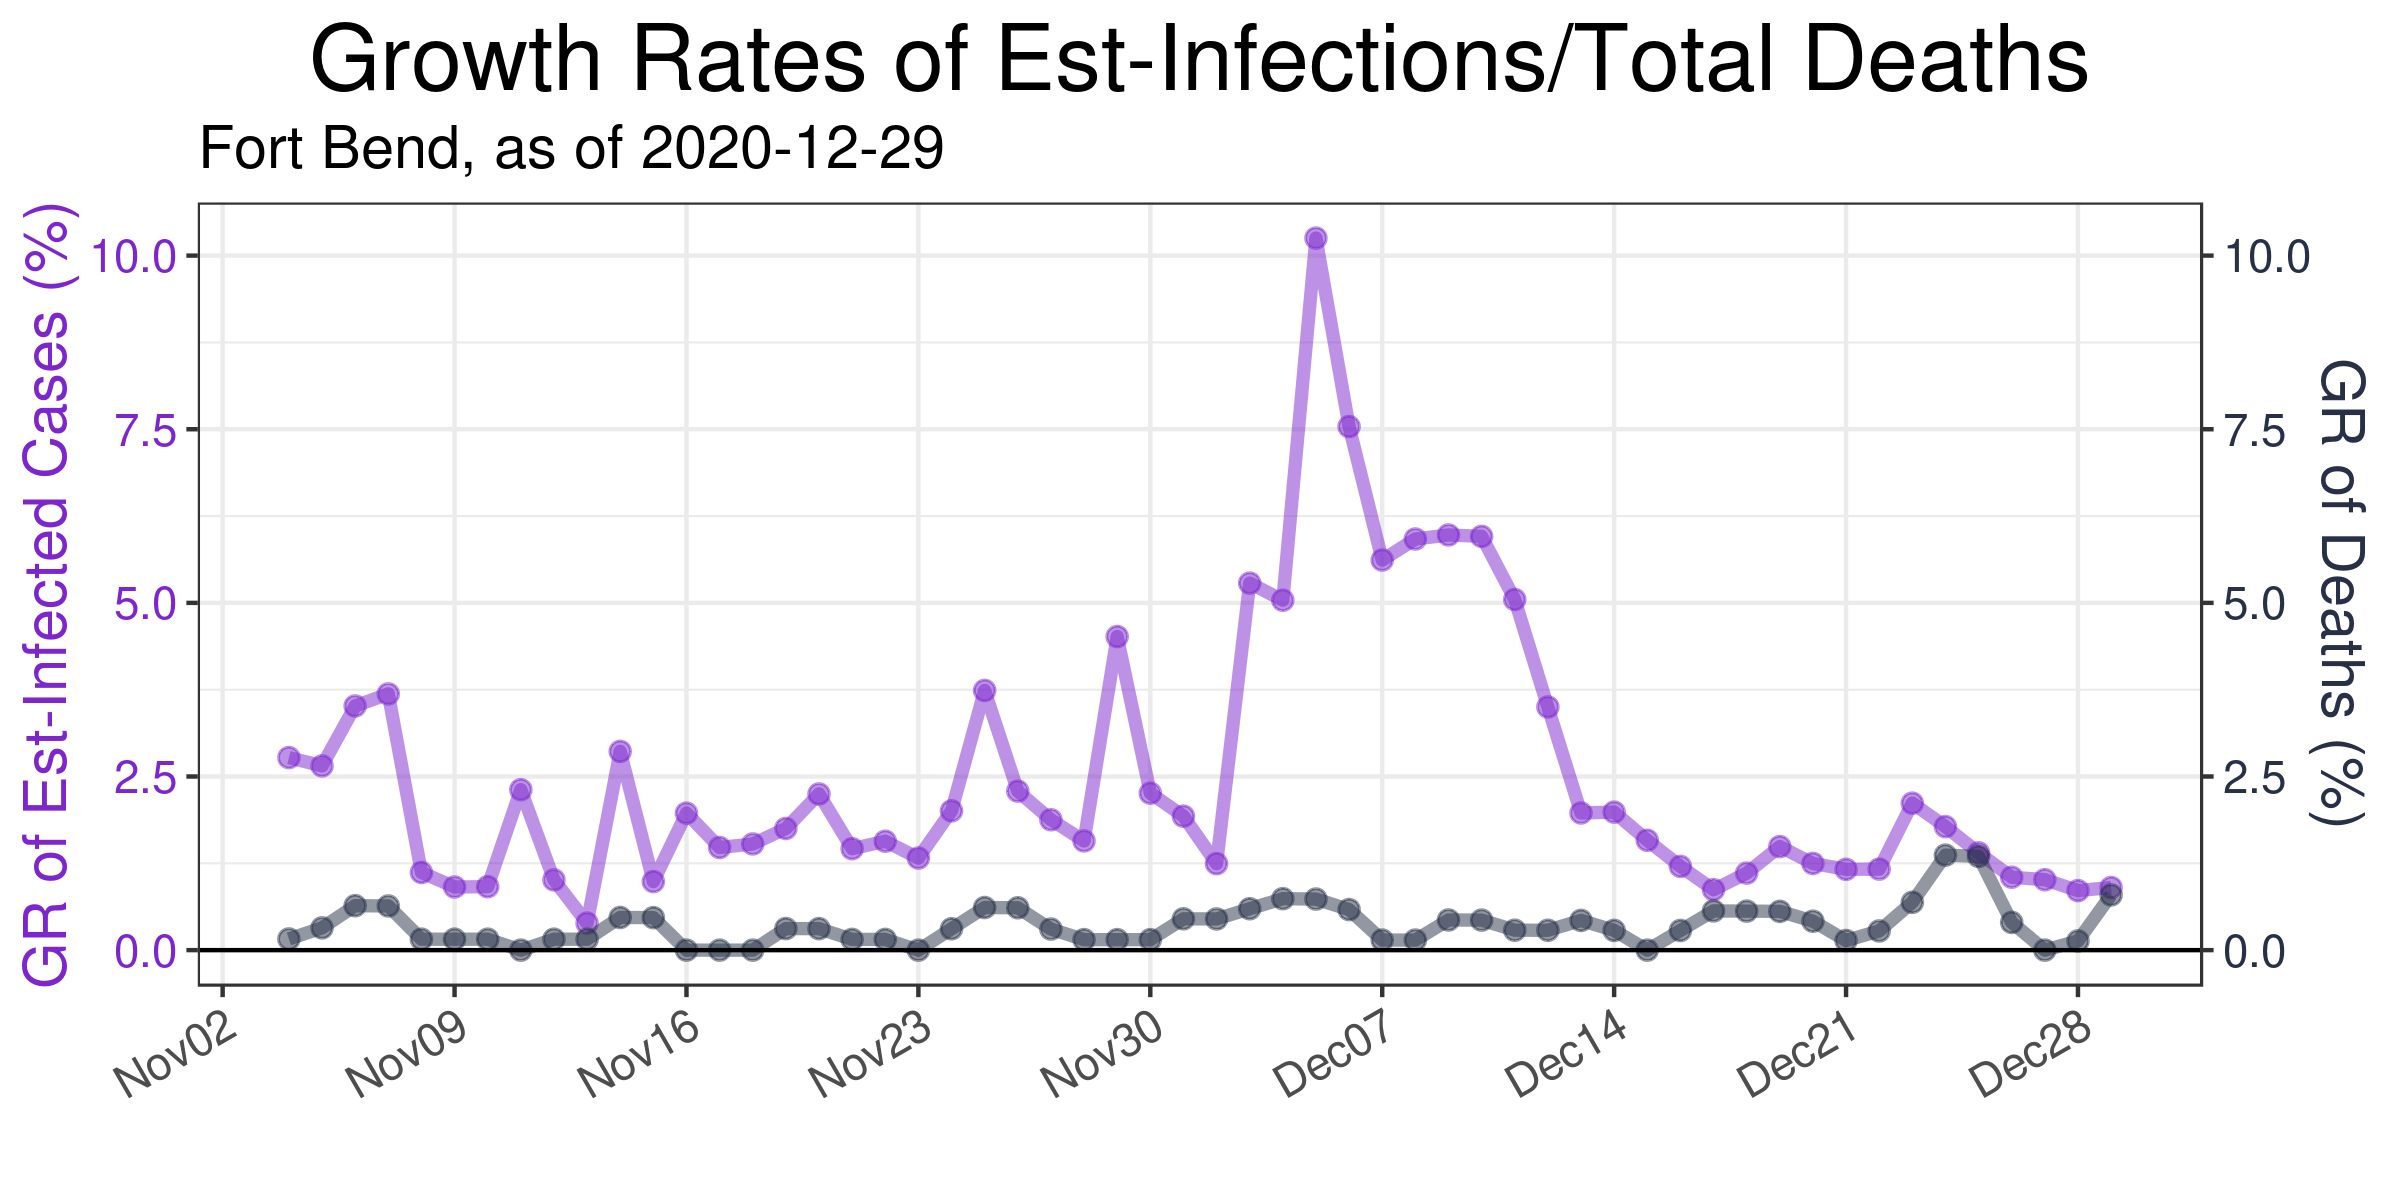 Growth Rates of Est-Infections/Total Deaths
Fort Bend, as of 2020-12-29
GR of Est-Infected Cases (%)
10.0
7.5
5.0
2.5
0.0
10.0
7.5
5.0
2.5
0.0
GR of Deaths (%)
Nov02
Nov09
Nov16
Nov23
Nov30
Dec07
Dec14
Dec21
Dec28